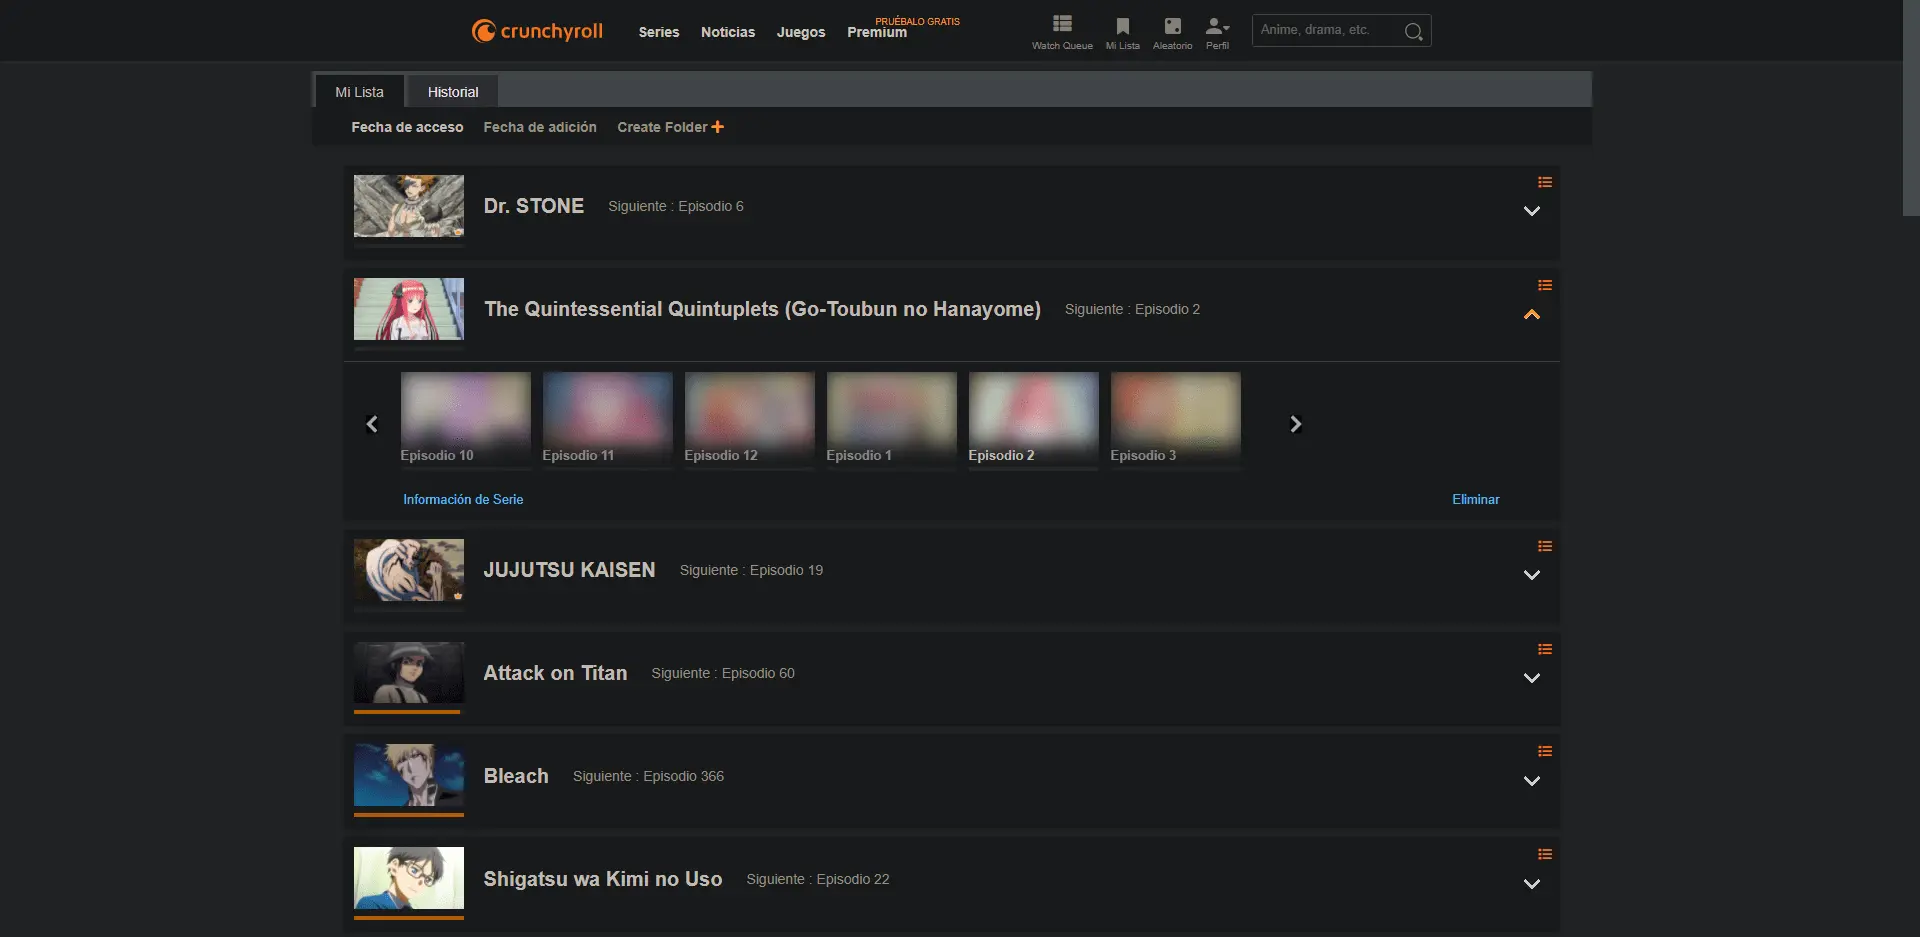 crunchyroll
Series
Noticias
Juegos
PRUÉBALO GRATIS
Premium
Watch Queue
Mi Lista
Aleatorio
Perfil
Anime, drama, etc.
Mi Lista
Historial
Fecha de acceso
Fecha de adición
Create Folder
Dr. STONE
Siguiente : Episodio 6
The Quintessential Quintuplets (Go-Toubun no Hanayome)
Siguiente : Episodio 2
Episodio 10
Episodio 11
Episodio 12
Episodio 1
Episodio 2
Episodio 3
Información de Serie
Eliminar
JUJUTSU KAISEN
Siguiente : Episodio 19
Attack on Titan
Siguiente : Episodio 60
Bleach
Siguiente : Episodio 366
Shigatsu wa Kimi no Uso
Siguiente : Episodio 22